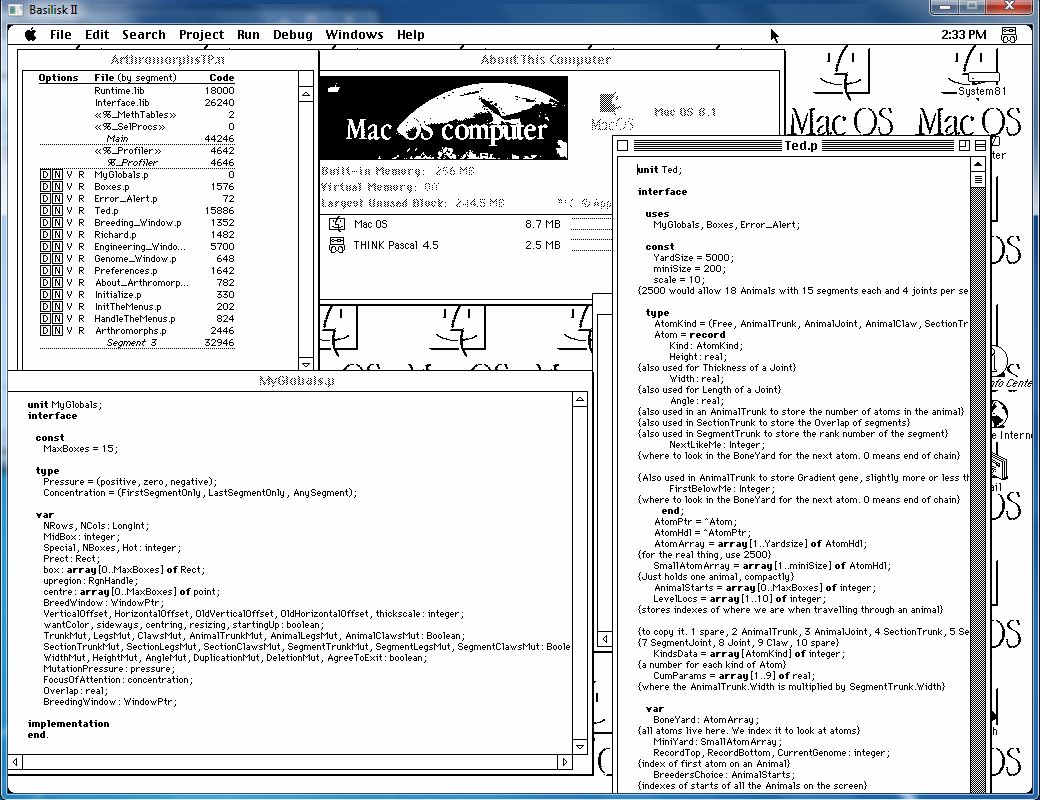 Basilisk II
File Edit Search Project Run Debug Windows Help
2:33 PM
ArthromorphsTP.π
Options File (by segment) Code
Runtime.lib 18000
Interface.lib 26240
«%_MethTables» 2
«%_SelProcs» 0
Main 44246
«%_Profiler» 4642
%_Profiler 4646
D N V R MyGlobals.p 0
D N V R Boxes.p 1576
D N V R Error_Alert.p 72
D N V R Ted.p 15886
D N V R Breeding_Window.p 1352
D N V R Richard.p 1482
D N V R Engineering_Windo... 5700
D N V R Genome_Window.p 648
D N V R Preferences.p 1642
D N V R About_Arthromorp... 782
D N V R Initialize.p 330
D N V R InitTheMenus.p 202
D N V R HandleTheMenus.p 824
D N V R Arthromorphs.p 2446
Segment 3 32946
About This Computer
Mac OS computer
MacOS
Mac OS 8.1
Built-in Memory: 256 MB
Virtual Memory: Off
Largest Unused Block: 244.5 MB
Mac OS 8.7 MB
THINK Pascal 4.5 2.5 MB
Mac OS
Mac OS
System81
MyGlobals.p
unit MyGlobals;
interface
const
MaxBoxes = 15;
type
Pressure = (positive, zero, negative);
Concentration = (FirstSegmentOnly, LastSegmentOnly, AnySegment);
var
NRows, NCols: LongInt;
MidBox: integer;
Special, NBoxes, Hot: integer;
Prect: Rect;
box: array[0..MaxBoxes] of Rect;
upregion: RgnHandle;
centre: array[0..MaxBoxes] of point;
BreedWindow: WindowPtr;
VerticalOffset, HorizontalOffset, OldVerticalOffset, OldHorizontalOffset, thickscale: integer;
wantColor, sideways, centring, resizing, startingUp: boolean;
TrunkMut, LegsMut, ClawsMut, AnimalTrunkMut, AnimalLegsMut, AnimalClawsMut: Boolean;
SectionTrunkMut, SectionLegsMut, SectionClawsMut, SegmentTrunkMut, SegmentLegsMut, SegmentClawsMut: Boole
WidthMut, HeightMut, AngleMut, DuplicationMut, DeletionMut, AgreeToExit: boolean;
MutationPressure: pressure;
FocusOfAttention: concentration;
Overlap: real;
BreedingWindow: WindowPtr;
implementation
end.
Ted.p
unit Ted;
interface
uses
MyGlobals, Boxes, Error_Alert;
const
YardSize = 5000;
miniSize = 200;
scale = 10;
{2500 would allow 18 Animals with 15 segments each and 4 joints per se
type
AtomKind = (Free, AnimalTrunk, AnimalJoint, AnimalClaw, SectionTr
Atom = record
Kind: AtomKind;
Height: real;
{also used for Thickness of a Joint}
Width: real;
{also used for Length of a Joint}
Angle: real;
{also used in an AnimalTrunk to store the number of atoms in the animal}
{also used in SectionTrunk to store the Overlap of segments}
{also used in SegmentTrunk to store the rank number of the segment}
NextLikeMe: Integer;
{where to look in the BoneYard for the next atom. 0 means end of chain}
{Also used in AnimalTrunk to store Gradient gene, slightly more or less th
FirstBelowMe: Integer;
{where to look in the BoneYard for the next atom. 0 means end of chain}
end;
AtomPtr = ^Atom;
AtomHdl = ^AtomPtr;
AtomArray = array[1..Yardsize] of AtomHdl;
{for the real thing, use 2500}
SmallAtomArray = array[1..miniSize] of AtomHdl;
{Just holds one animal, compactly}
AnimalStarts = array[0..MaxBoxes] of integer;
LevelLocs = array[1..10] of integer;
{stores indexes of where we are when travelling through an animal}
{to copy it. 1 spare, 2 AnimalTrunk, 3 AnimalJoint, 4 SectionTrunk, 5 Se
{7 SegmentJoint, 8 Joint, 9 Claw, 10 spare}
KindsData = array[AtomKind] of integer;
{a number for each kind of Atom}
CumParams = array[1..9] of real;
{where the AnimalTrunk.Width is multiplied by SegmentTrunk.Width}
var
BoneYard: AtomArray;
{all atoms live here. We index it to look at atoms}
MiniYard: SmallAtomArray;
RecordTop, RecordBottom, CurrentGenome: integer;
{index of first atom on an Animal}
BreedersChoice: AnimalStarts;
{indexes of starts of all the Animals on the screen}